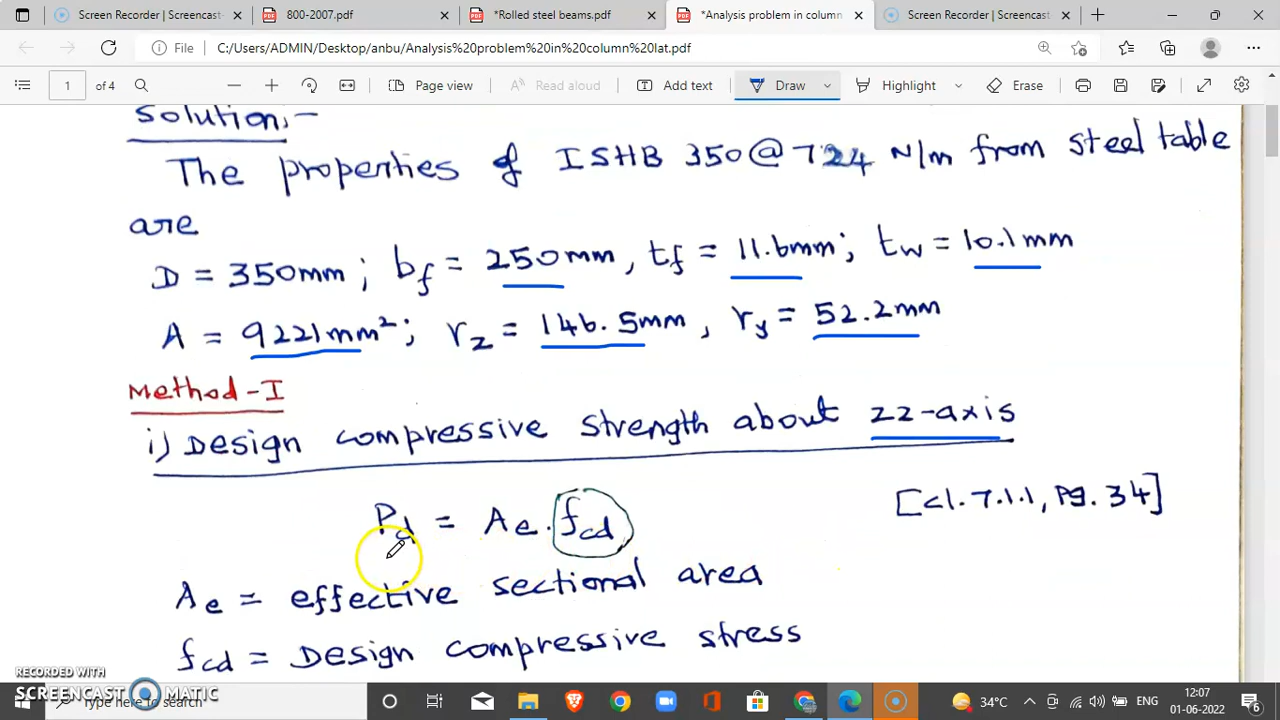 Screen Recorder | Screencast-
800-2007.pdf
*Rolled steel beams.pdf
*Analysis problem in column
Screen Recorder | Screencast
File
C:/Users/ADMIN/Desktop/anbu/Analysis%20problem%20in%20column%20lat.pdf
1 of 4
Page view
Read aloud
Add text
Draw
Highlight
Erase
Solution:-
The properties of ISHB 350@724 N/m from steel table
are
D = 350mm; bf = 250mm, tf = 11.6mm; tw = 10.1mm
A = 9221mm²; rz = 146.5mm, ry = 52.2mm
Method-I
i) Design compressive strength about zz-axis
Pd = Ae.fcd [cl.7.1.1, Pg.34]
Ae = effective sectional area
fcd = Design compressive stress
RECORDED WITH
SCREENCAST MATIC
Type here to search
34°C
ENG
12:07
01-06-2022
6